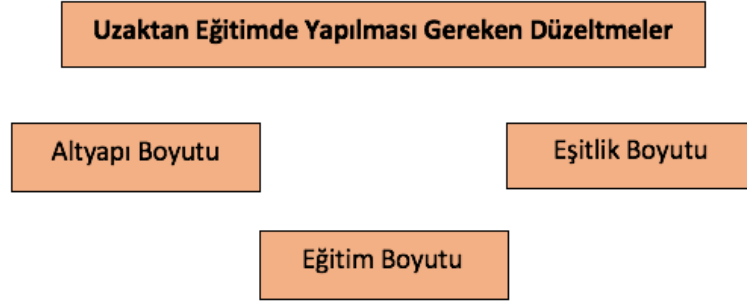 Uzaktan Eğitimde Yapılması Gereken Düzeltmeler
Altyapı Boyutu
Eşitlik Boyutu
Eğitim Boyutu